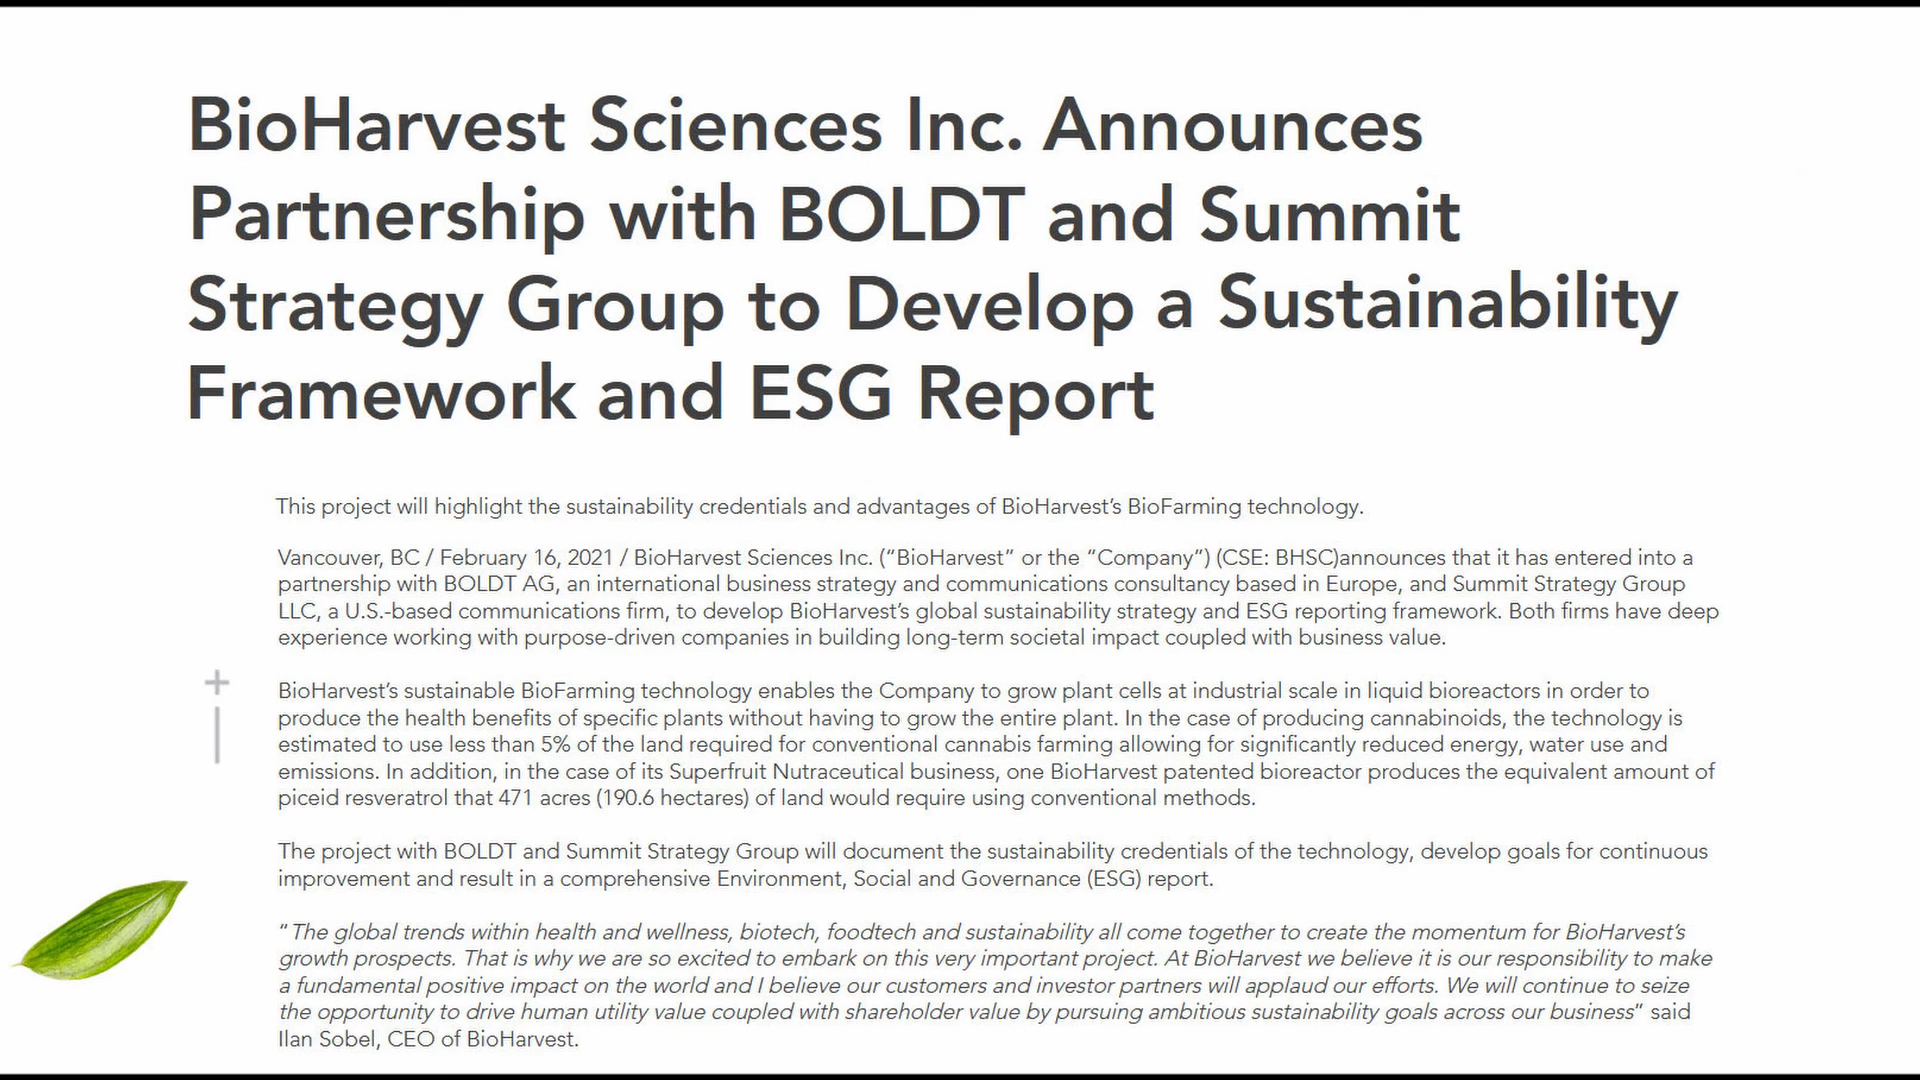 BioHarvest Sciences Inc. Announces
Partnership with BOLDT and Summit
Strategy Group to Develop a Sustainability
Framework and ESG Report
This project will highlight the sustainability credentials and advantages of BioHarvest’s BioFarming technology.
Vancouver, BC / February 16, 2021 / BioHarvest Sciences Inc. (“BioHarvest” or the “Company”) (CSE: BHSC)announces that it has entered into a
partnership with BOLDT AG, an international business strategy and communications consultancy based in Europe, and Summit Strategy Group
LLC, a U.S.-based communications firm, to develop BioHarvest’s global sustainability strategy and ESG reporting framework. Both firms have deep
experience working with purpose-driven companies in building long-term societal impact coupled with business value.
BioHarvest’s sustainable BioFarming technology enables the Company to grow plant cells at industrial scale in liquid bioreactors in order to
produce the health benefits of specific plants without having to grow the entire plant. In the case of producing cannabinoids, the technology is
estimated to use less than 5% of the land required for conventional cannabis farming allowing for significantly reduced energy, water use and
emissions. In addition, in the case of its Superfruit Nutraceutical business, one BioHarvest patented bioreactor produces the equivalent amount of
piceid resveratrol that 471 acres (190.6 hectares) of land would require using conventional methods.
The project with BOLDT and Summit Strategy Group will document the sustainability credentials of the technology, develop goals for continuous
improvement and result in a comprehensive Environment, Social and Governance (ESG) report.
“The global trends within health and wellness, biotech, foodtech and sustainability all come together to create the momentum for BioHarvest’s
growth prospects. That is why we are so excited to embark on this very important project. At BioHarvest we believe it is our responsibility to make
a fundamental positive impact on the world and I believe our customers and investor partners will applaud our efforts. We will continue to seize
the opportunity to drive human utility value coupled with shareholder value by pursuing ambitious sustainability goals across our business” said
Ilan Sobel, CEO of BioHarvest.